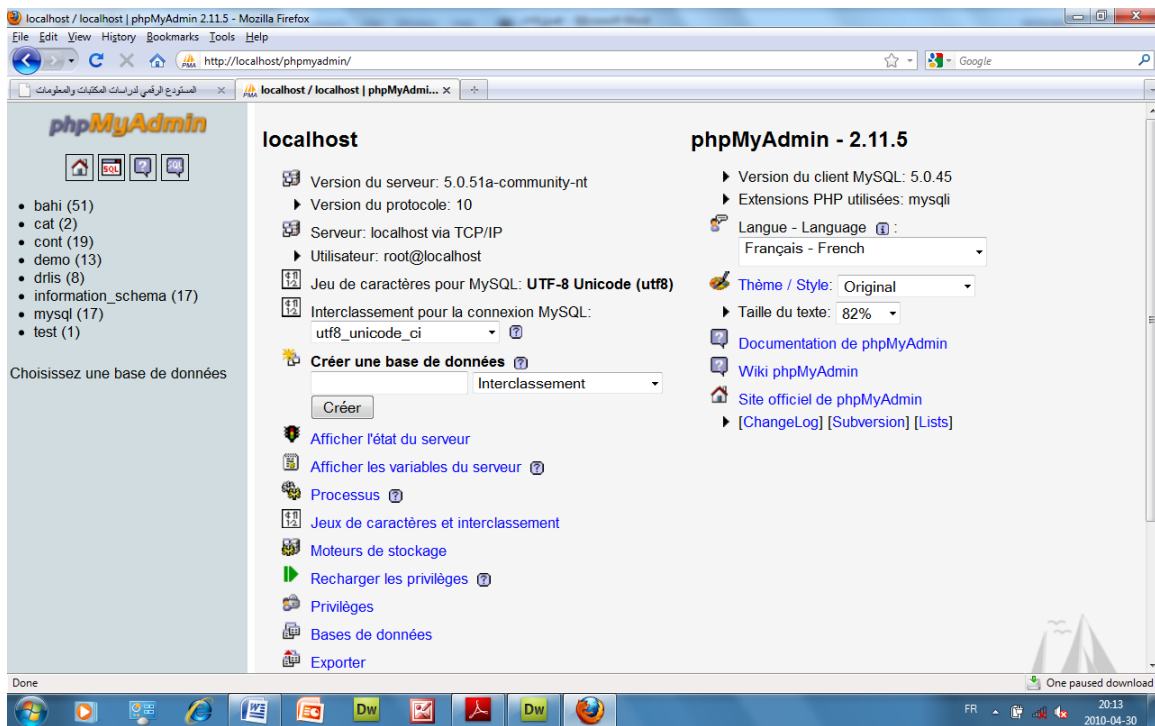 localhost / localhost | phpMyAdmin 2.11.5 - Mozilla Firefox
File Edit View History Bookmarks Tools Help
http://localhost/phpmyadmin/
Google
المستودع الرقمي لدراسات المكتبات والمعلومات
localhost / localhost | phpMyAdmi...
phpMyAdmin
SQL
SQL
bahi (51)
cat (2)
cont (19)
demo (13)
drlis (8)
information_schema (17)
mysql (17)
test (1)
Choisissez une base de données
localhost
Version du serveur: 5.0.51a-community-nt
Version du protocole: 10
Serveur: localhost via TCP/IP
Utilisateur: root@localhost
Jeu de caractères pour MySQL: UTF-8 Unicode (utf8)
Interclassement pour la connexion MySQL:
utf8_unicode_ci
Créer une base de données
Interclassement
Créer
Afficher l'état du serveur
Afficher les variables du serveur
Processus
Jeux de caractères et interclassement
Moteurs de stockage
Recharger les privilèges
Privilèges
Bases de données
Exporter
phpMyAdmin - 2.11.5
Version du client MySQL: 5.0.45
Extensions PHP utilisées: mysqli
Langue - Language :
Français - French
Thème / Style: Original
Taille du texte: 82%
Documentation de phpMyAdmin
Wiki phpMyAdmin
Site officiel de phpMyAdmin
[ChangeLog] [Subversion] [Lists]
Done
One paused download
Dw
Dw
FR
20:13
2010-04-30